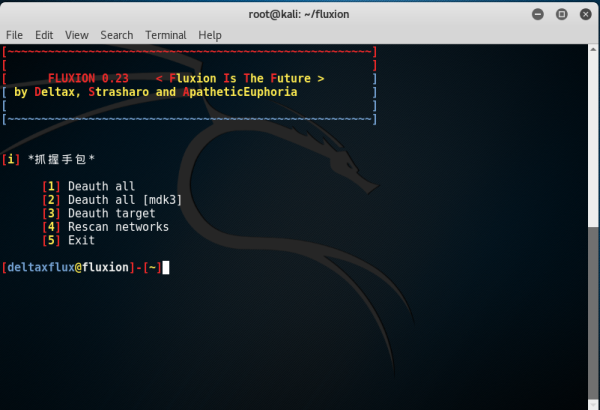 root@kali: ~/fluxion
File Edit View Search Terminal Help
[~~~~~~~~~~~~~~~~~~~~~~~~~~~~~~~~~~~~~~~~~~~~~~~~~~~~~~]
[ ]
[ FLUXION 0.23 < Fluxion Is The Future > ]
[ by Deltax, Strasharo and ApatheticEuphoria ]
[ ]
[~~~~~~~~~~~~~~~~~~~~~~~~~~~~~~~~~~~~~~~~~~~~~~~~~~~~~~]
[i] *抓握手包*
[1] Deauth all
[2] Deauth all [mdk3]
[3] Deauth target
[4] Rescan networks
[5] Exit
[deltaxflux@fluxion]-[~]